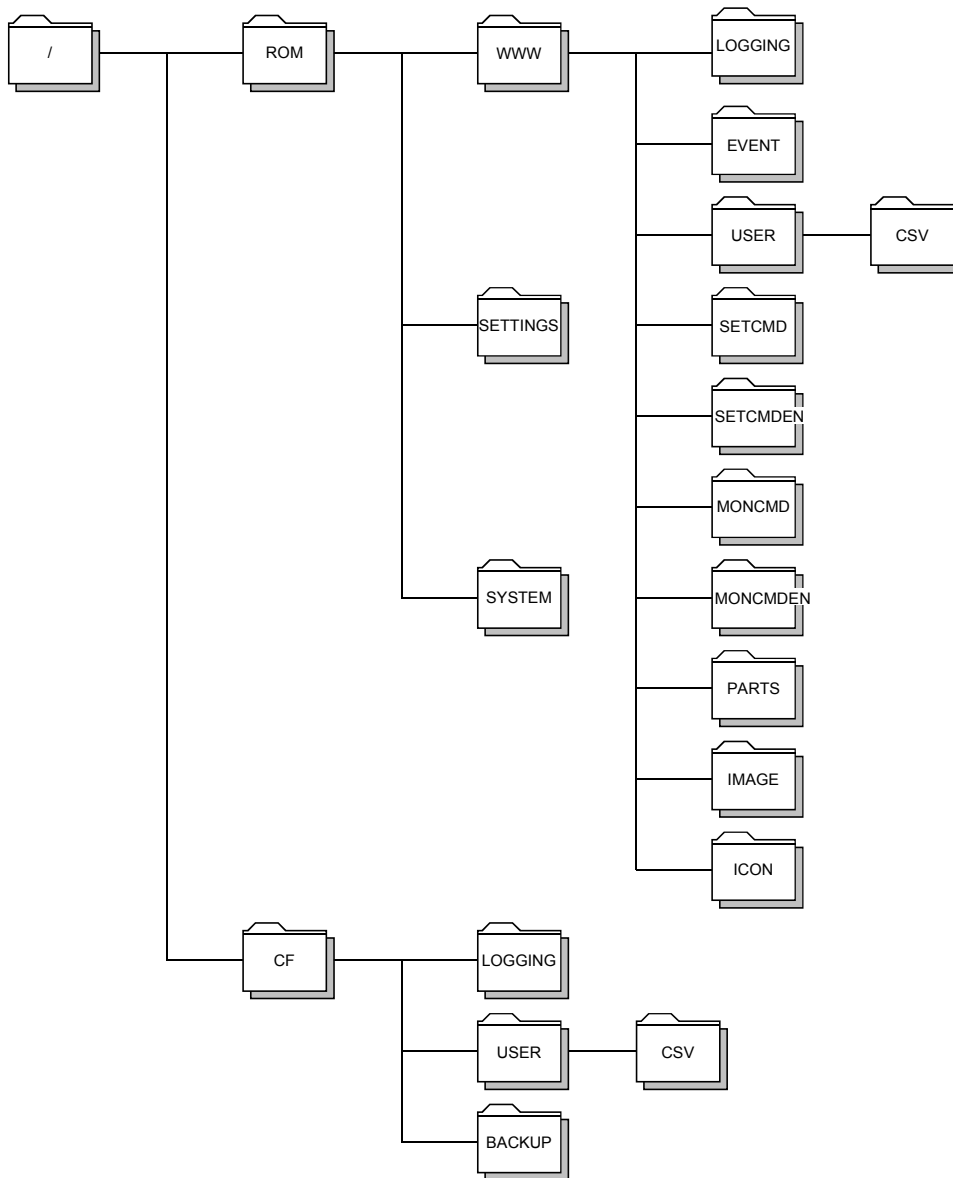 /
ROM
WWW
LOGGING
EVENT
USER
CSV
SETCMD
SETTINGS
SETCMDEN
MONCMD
MONCMDEN
SYSTEM
PARTS
IMAGE
ICON
CF
LOGGING
USER
CSV
BACKUP